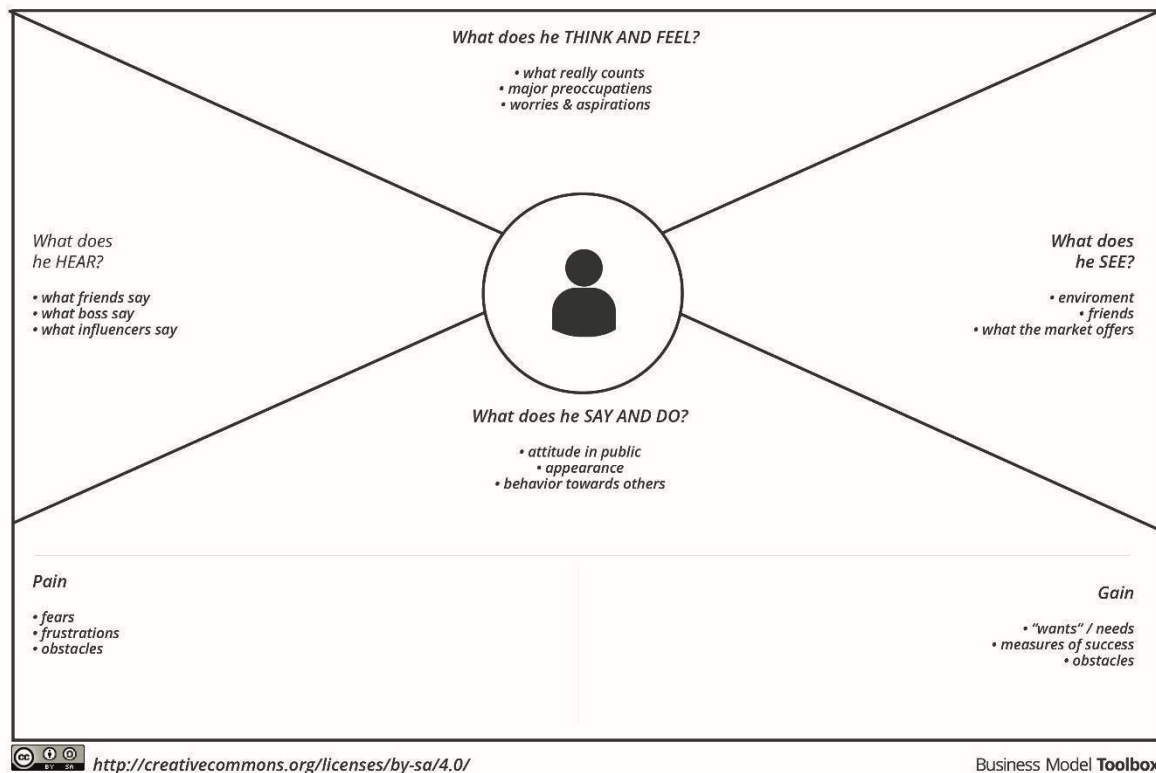 What does he THINK AND FEEL?
• what really counts
• major preoccupatiens
• worries & aspirations
What does
he HEAR?
• what friends say
• what boss say
• what influencers say
What does
he SEE?
• enviroment
• friends
• what the market offers
What does he SAY AND DO?
• attitude in public
• appearance
• behavior towards others
Pain
• fears
• frustrations
• obstacles
Gain
• “wants” / needs
• measures of success
• obstacles
cc
BY SA
http://creativecommons.org/licenses/by-sa/4.0/
Business Model Toolbox